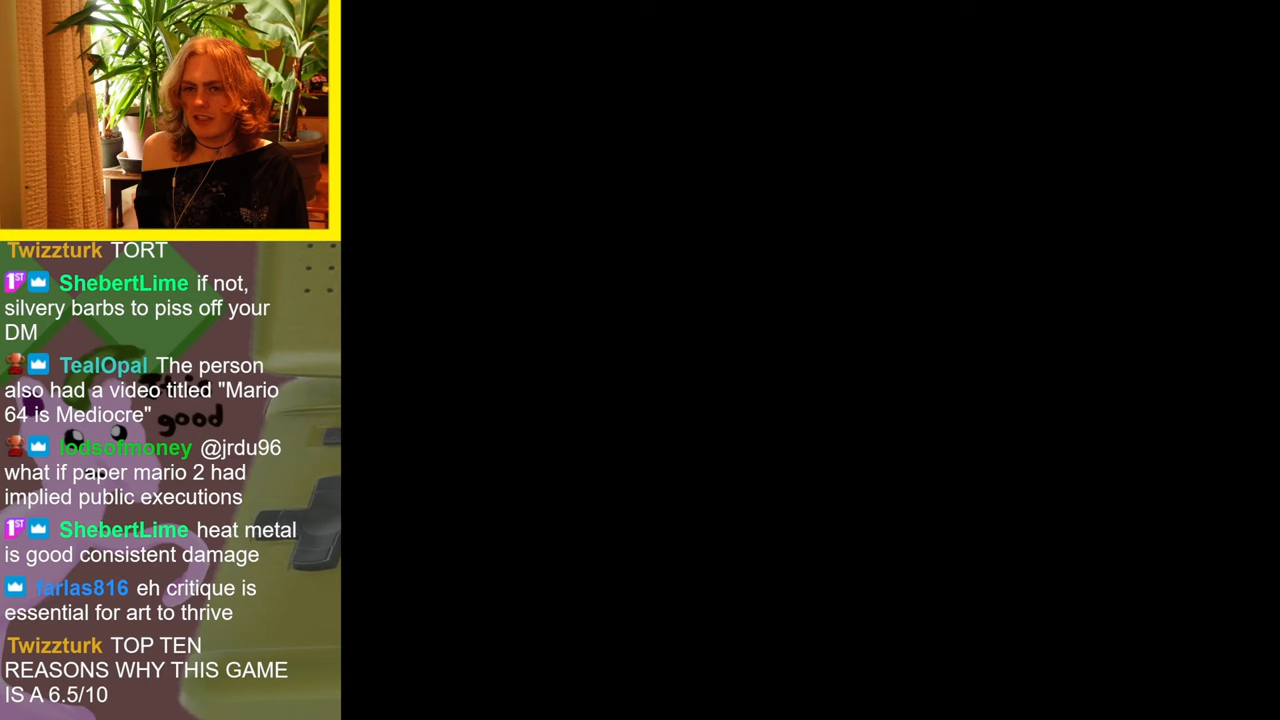 Twizzturk TORT
1ST ShebertLime if not,
silvery barbs to piss off your
DM
TealOpal The person
also had a video titled "Mario
64 is Mediocre"
good
lodsofmoney @jrdu96
what if paper mario 2 had
implied public executions
1ST ShebertLime heat metal
is good consistent damage
farlas816 eh critique is
essential for art to thrive
Twizzturk TOP TEN
REASONS WHY THIS GAME
IS A 6.5/10